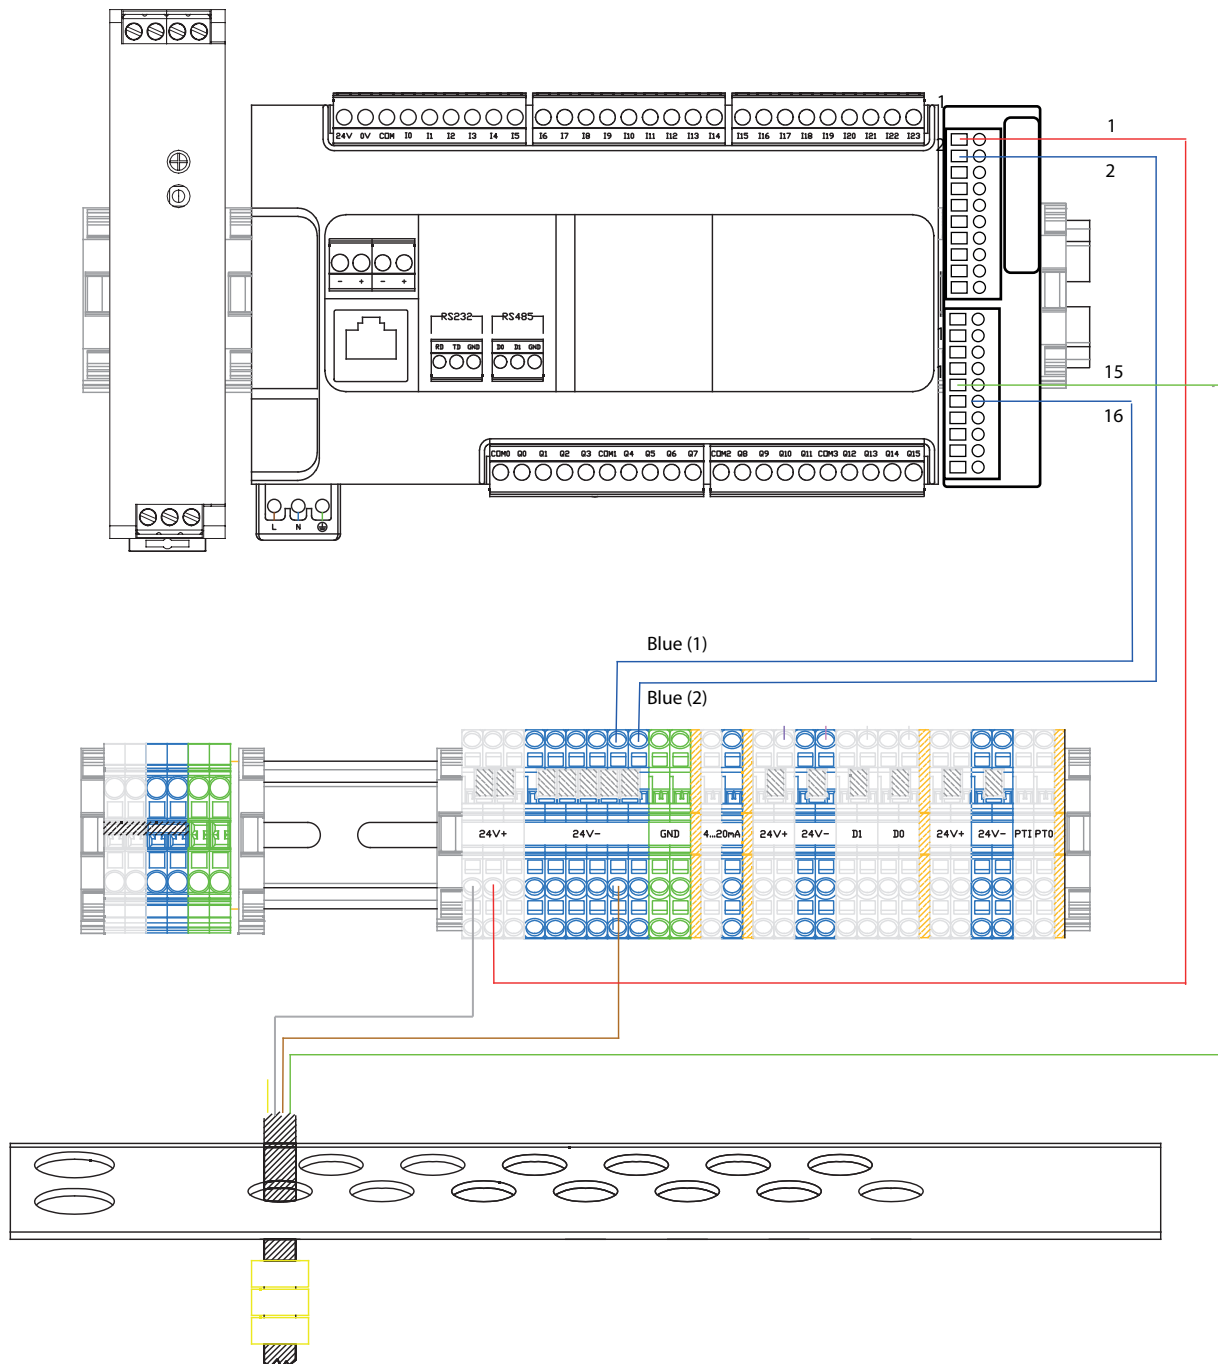 1
24V 0V COM I0 I1 I2 I3 I4 I5 I6 I7 I8 I9 I10 I11 I12 I13 I14 I15 I16 I17 I18 I19 I20 I21 I22 I23
1
2
2
- + - +
RS232 RS485
RD TD GND D0 D1 GND
1
1
15
16
COM0 Q0 Q1 Q2 Q3 COM1 Q4 Q5 Q6 Q7 COM2 Q8 Q9 Q10 Q11 COM3 Q12 Q13 Q14 Q15
L N
Blue (1)
Blue (2)
24V+ 24V- GND 4...20mA 24V+ 24V- D1 D0 24V+ 24V- PTI PTO